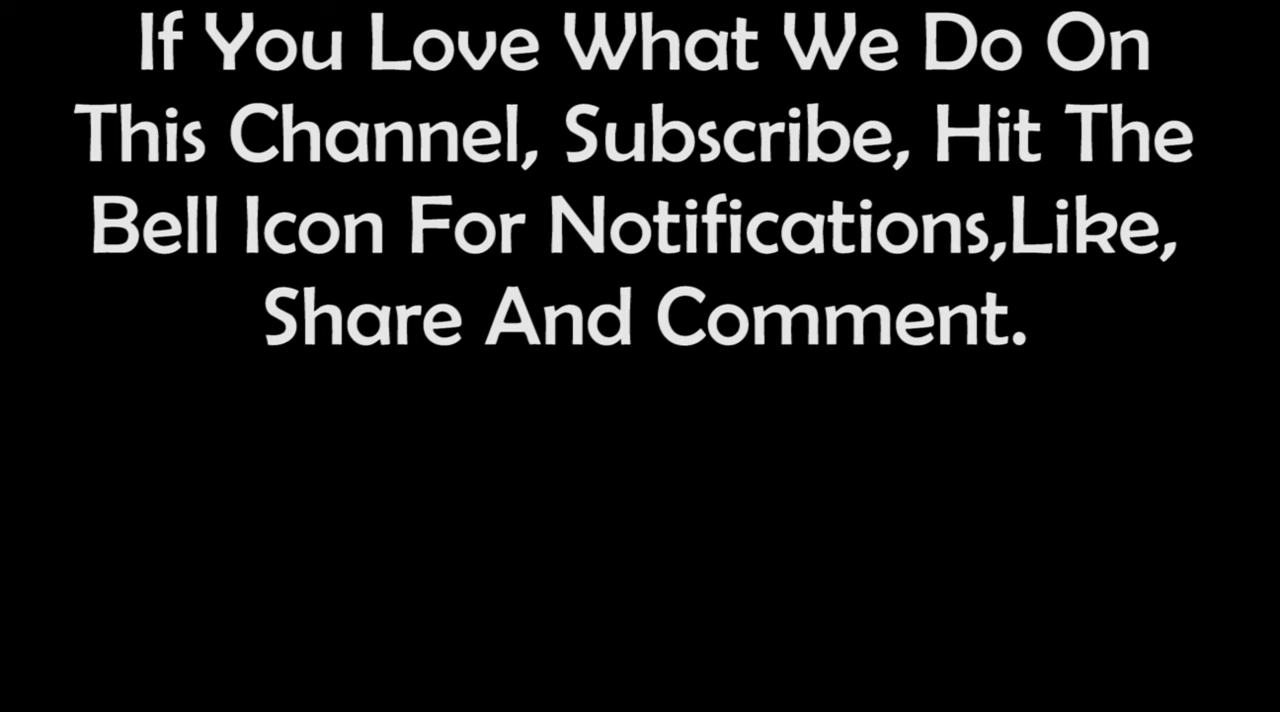 If You Love What We Do On
This Channel, Subscribe, Hit The
Bell Icon For Notifications,Like,
Share And Comment.